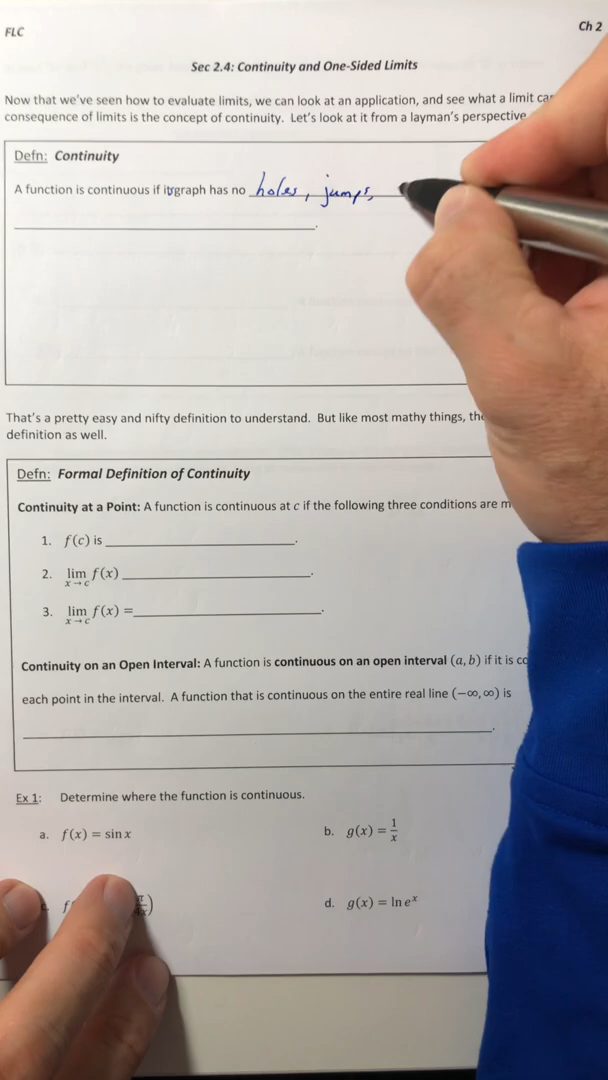 FLC
Ch 2
Sec 2.4: Continuity and One-Sided Limits
Now that we've seen how to evaluate limits, we can look at an application, and see what a limit
consequence of limits is the concept of continuity. Let's look at it from a layman's perspective
Defn: Continuity
A function is continuous if its graph has no holes, jumps,
That's a pretty easy and nifty definition to understand. But like most mathy things,
definition as well.
Defn: Formal Definition of Continuity
Continuity at a Point: A function is continuous at c if the following three conditions are
1. f(c) is
2. lim x→c f(x)
3. lim x→c f(x) =
Continuity on an Open Interval: A function is continuous on an open interval (a, b) if it is
each point in the interval. A function that is continuous on the entire real line (−∞,∞) is
Ex 1: Determine where the function is continuous.
a. f(x) = sin x
b. g(x) = 1/x
d. g(x) = ln eˣ